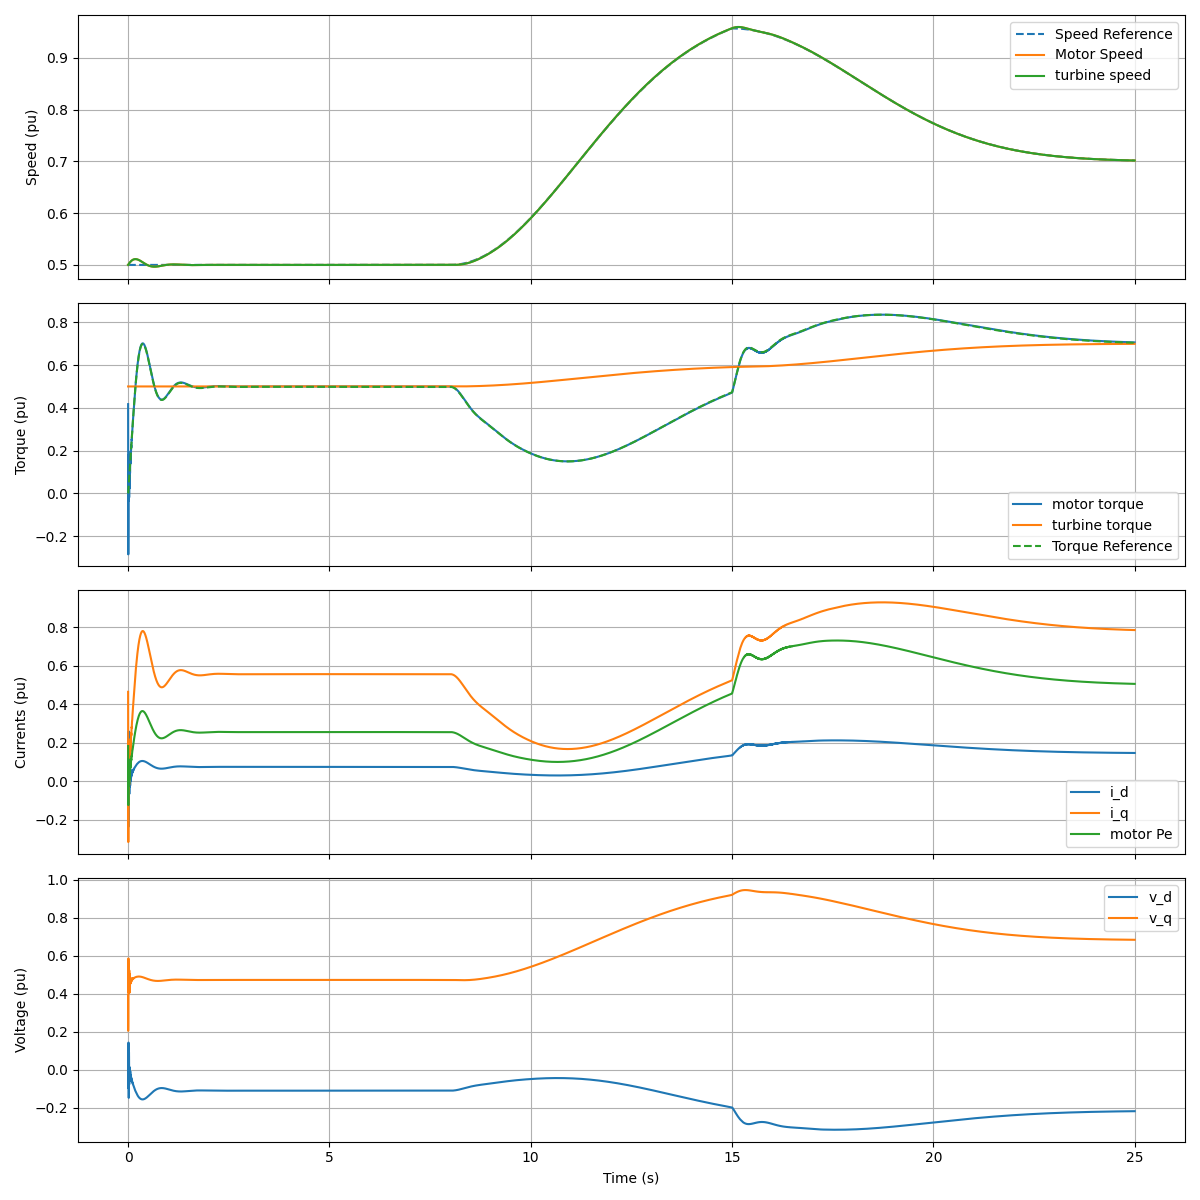 Speed (pu)
0.9
0.8
0.7
0.6
0.5
Speed Reference
Motor Speed
turbine speed
Torque (pu)
0.8
0.6
0.4
0.2
0.0
−0.2
motor torque
turbine torque
Torque Reference
Currents (pu)
0.8
0.6
0.4
0.2
0.0
−0.2
i_d
i_q
motor Pe
Voltage (pu)
1.0
0.8
0.6
0.4
0.2
0.0
−0.2
v_d
v_q
0 5 10 15 20 25
Time (s)